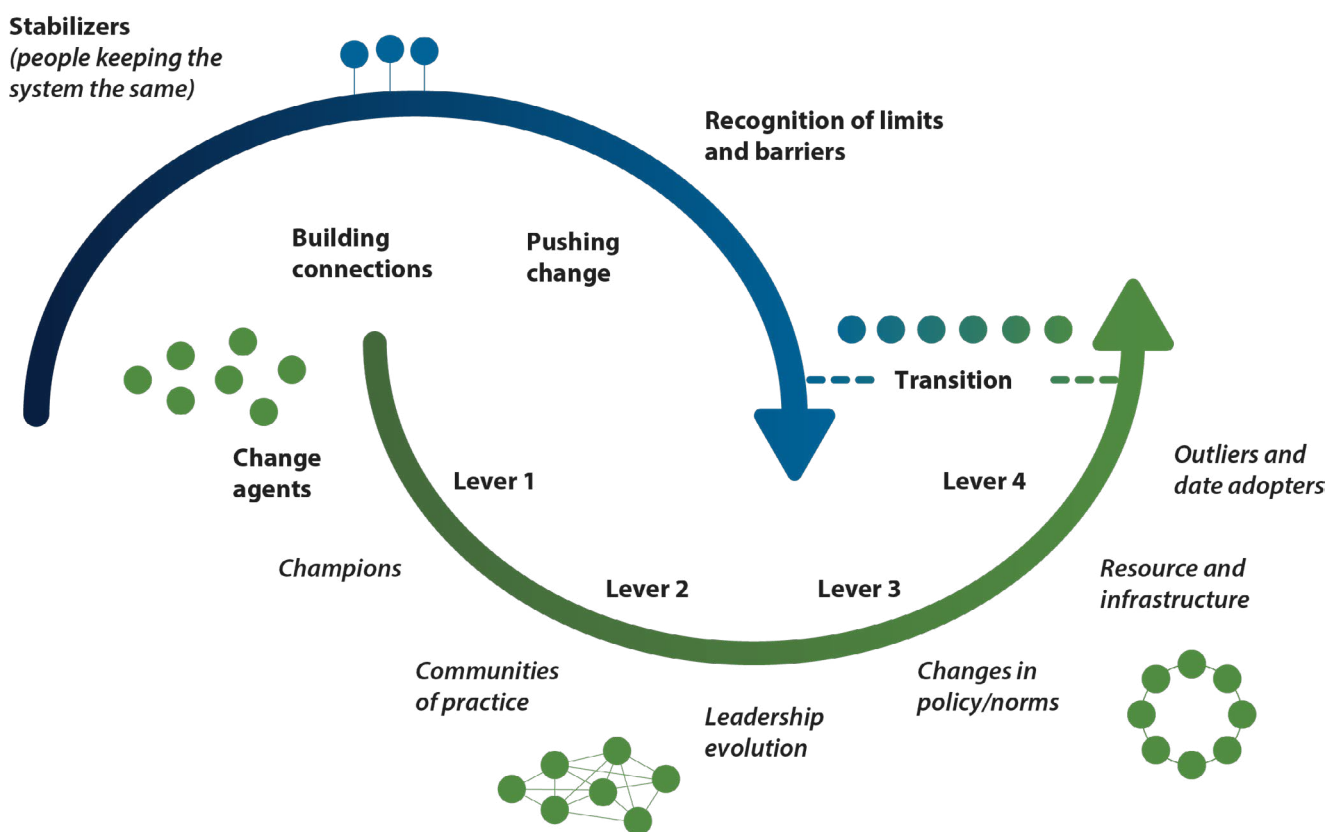 Stabilizers
(people keeping the
system the same)
Recognition of limits
and barriers
Building
connections
Pushing
change
Transition
Change
agents
Lever 1
Lever 4
Outliers and
date adopters
Champions
Lever 2
Lever 3
Resource and
infrastructure
Communities
of practice
Leadership
evolution
Changes in
policy/norms